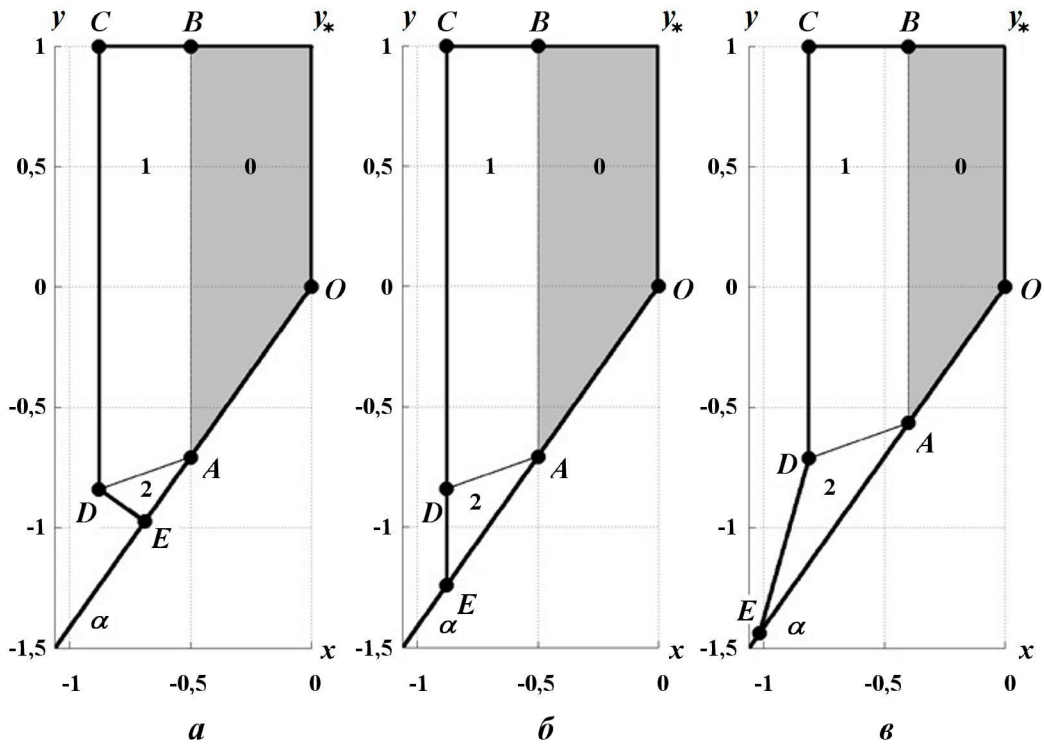 y C B y*
1
0,5 1 0
0 O
-0,5 A
D 2 E
-1
α
-1,5 x
-1 -0,5 0
а
y C B y*
1
0,5 1 0
0 O
-0,5 A
D 2
-1
E
α
-1,5 x
-1 -0,5 0
б
y C B y*
1
0,5 1 0
0 O
-0,5 A
D 2
-1
E α
-1,5 x
-1 -0,5 0
в